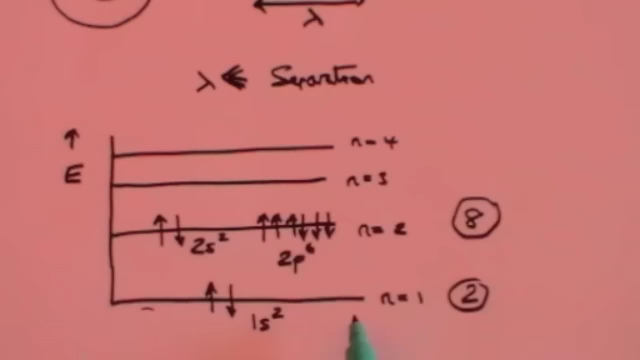 λ
λ << Separation
n=4
E
n=3
2s² 2p⁶ n=2 8
1s² n=1 2